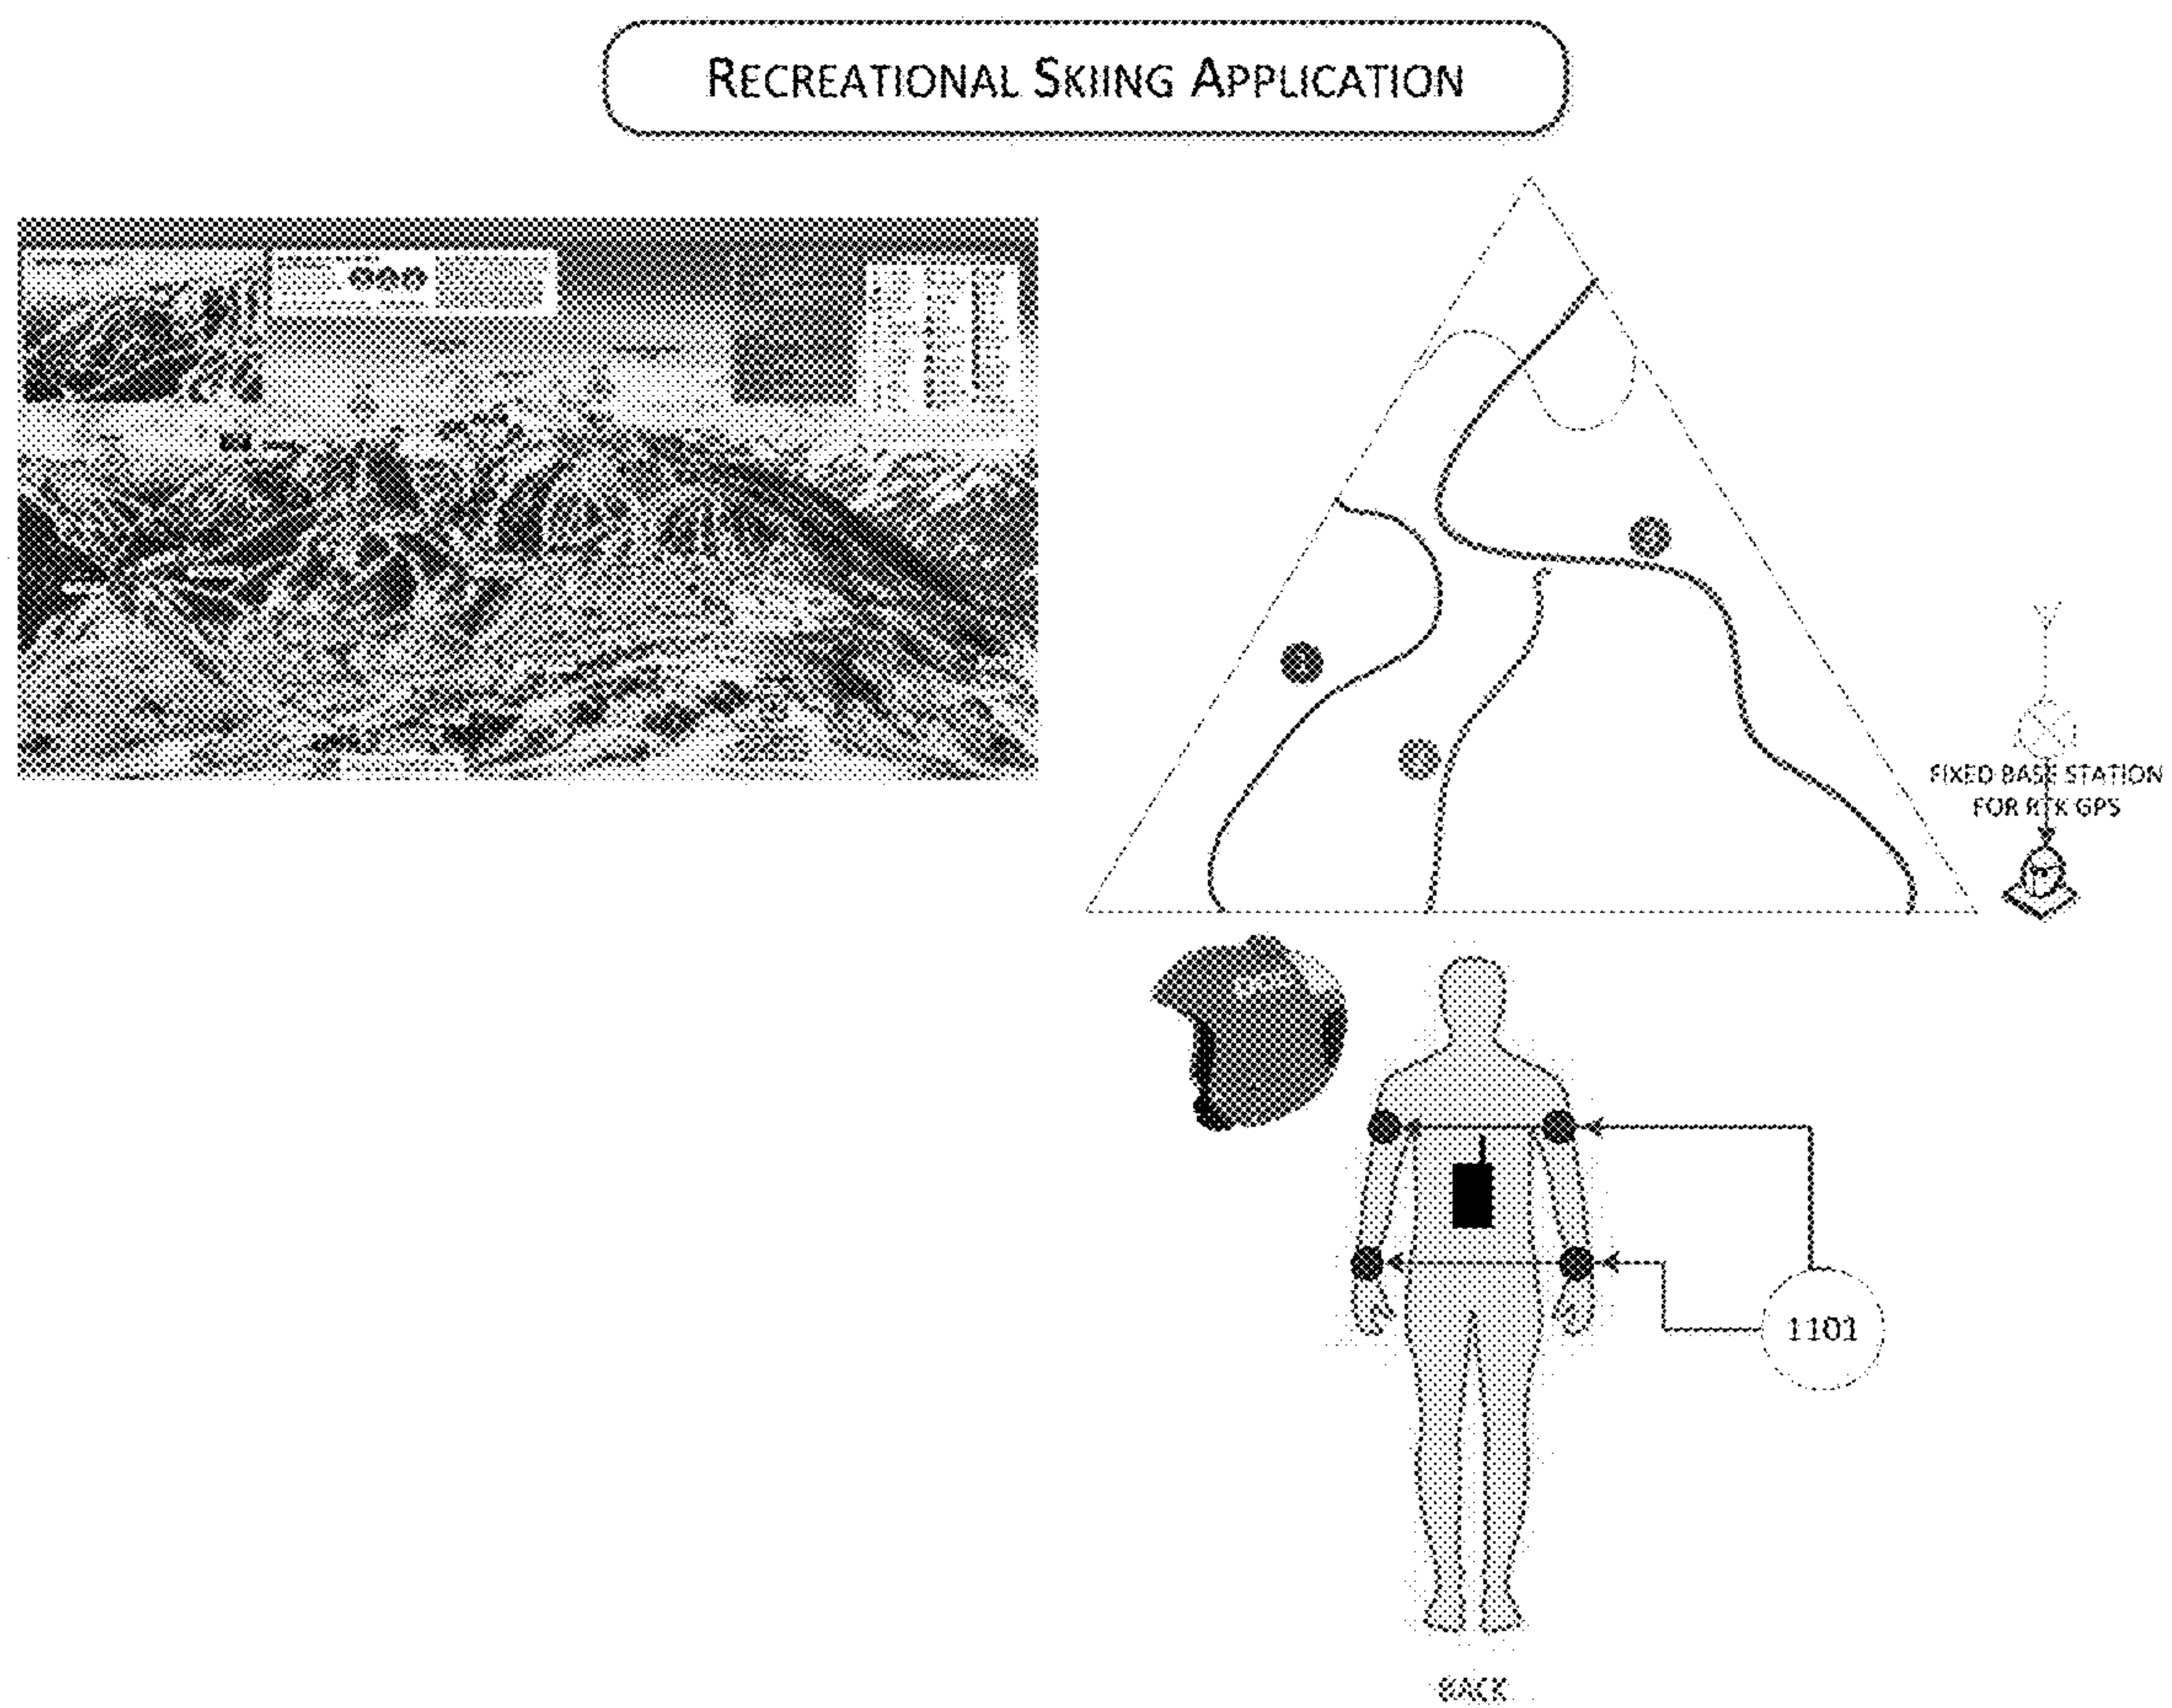 RECREATIONAL SKIING APPLICATION
FIXED BASE STATION
FOR RTK GPS
1101
BACK